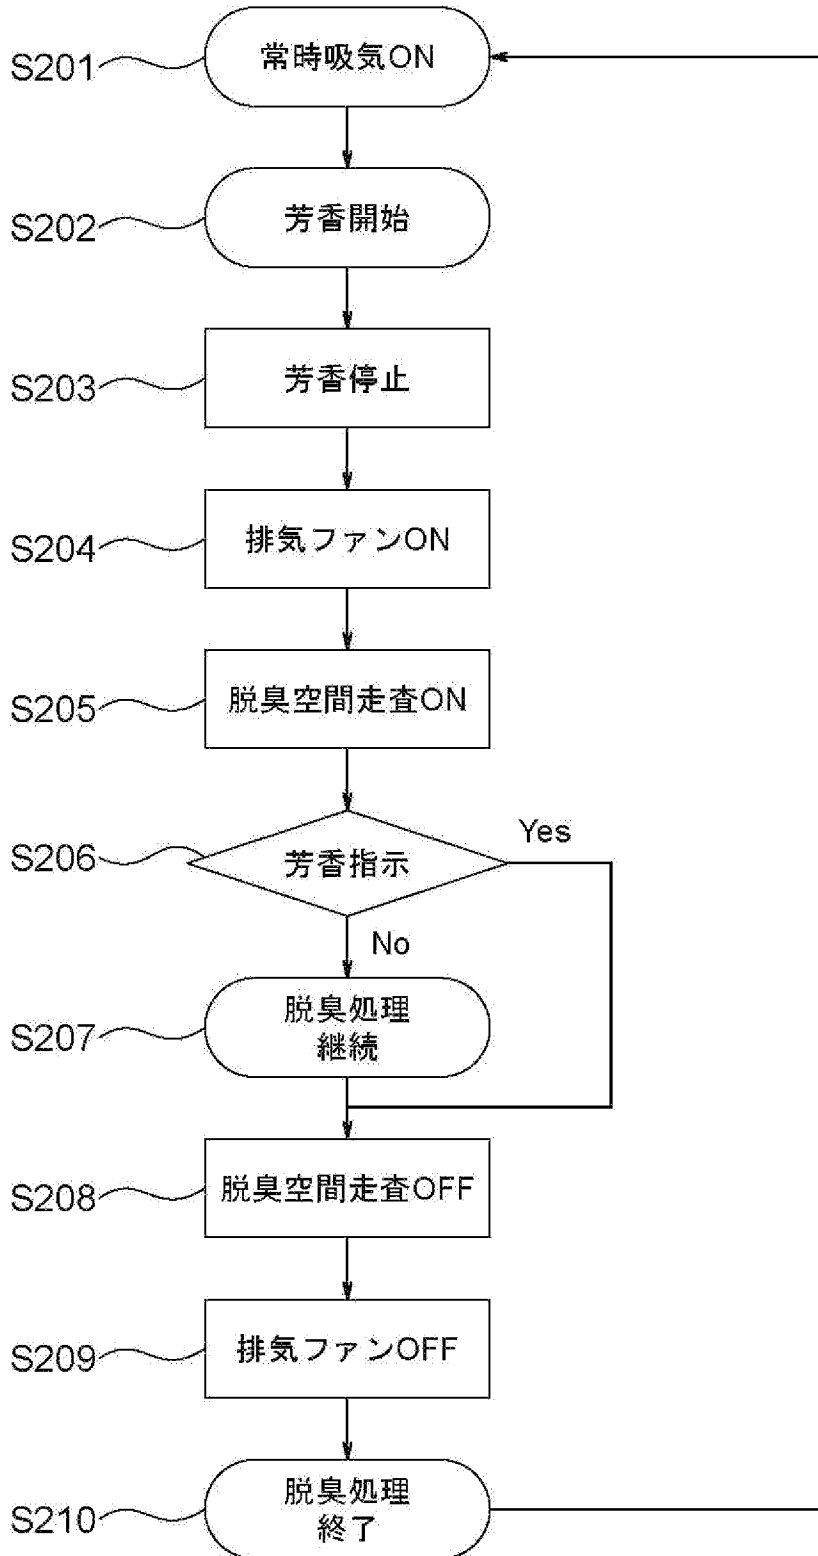 S201
常時吸気ON
S202
芳香開始
S203
芳香停止
S204
排気ファンON
S205
脱臭空間走査ON
S206
芳香指示
Yes
No
S207
脱臭処理
継続
S208
脱臭空間走査OFF
S209
排気ファンOFF
S210
脱臭処理
終了